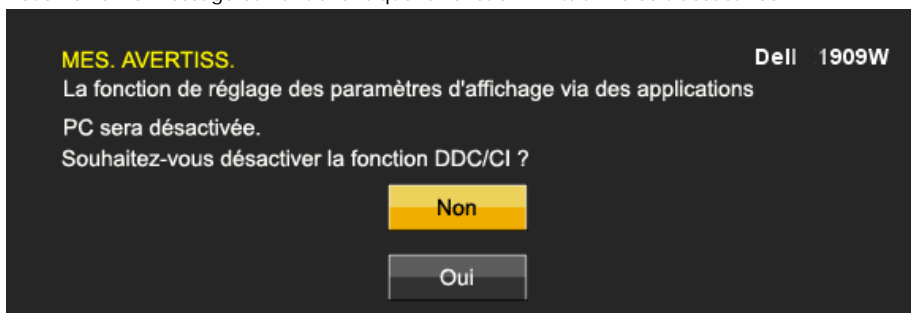 MES. AVERTISS.
Dell 1909W
La fonction de réglage des paramètres d'affichage via des applications
PC sera désactivée.
Souhaitez-vous désactiver la fonction DDC/CI ?
Non
Oui